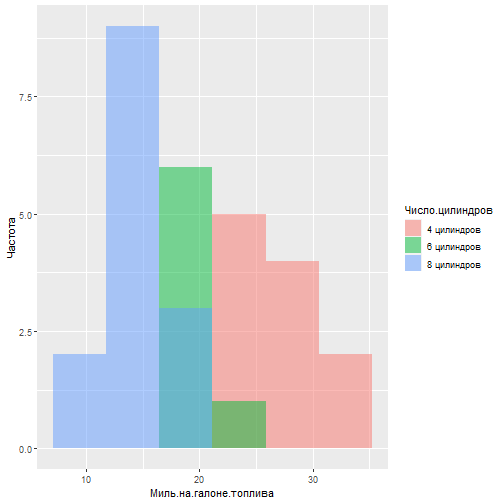 7.5
5.0
2.5
0.0
Частота
10
20
30
Миль.на.галоне.топлива
Число.цилиндров
4 цилиндров
6 цилиндров
8 цилиндров